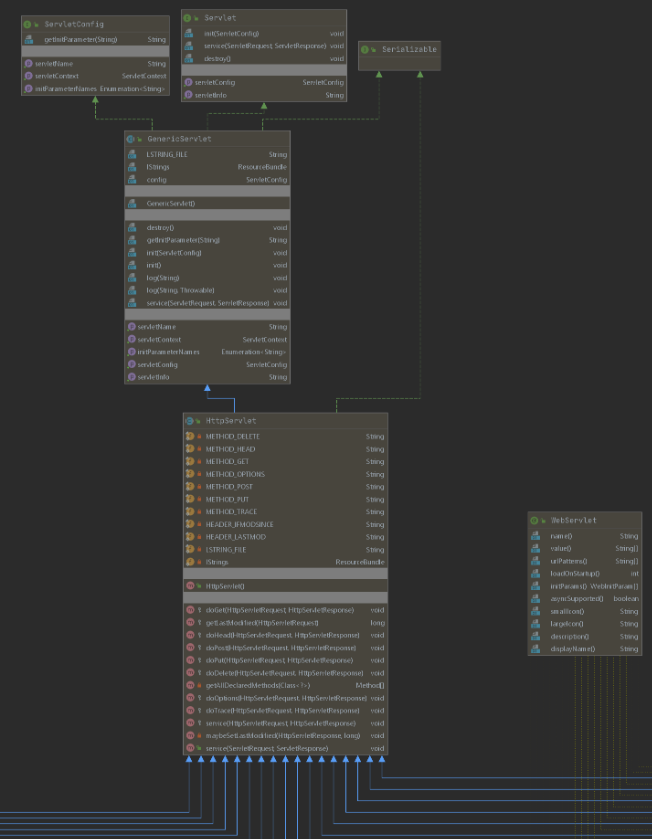 ServletConfig
getInitParameter(String) String
servletName String
servletContext ServletContext
initParameterNames Enumeration<String>
Servlet
init(ServletConfig) void
service(ServletRequest, ServletResponse) void
destroy() void
servletConfig ServletConfig
servletInfo String
Serializable
GenericServlet
LSTRING_FILE String
lStrings ResourceBundle
config ServletConfig
GenericServlet()
destroy() void
getInitParameter(String) String
init(ServletConfig) void
init() void
log(String) void
log(String, Throwable) void
service(ServletRequest, ServletResponse) void
servletName String
servletContext ServletContext
initParameterNames Enumeration<String>
servletConfig ServletConfig
servletInfo String
HttpServlet
METHOD_DELETE String
METHOD_HEAD String
METHOD_GET String
METHOD_OPTIONS String
METHOD_POST String
METHOD_PUT String
METHOD_TRACE String
HEADER_IFMODSINCE String
HEADER_LASTMOD String
LSTRING_FILE String
lStrings ResourceBundle
HttpServlet()
doGet(HttpServletRequest, HttpServletResponse) void
getLastModified(HttpServletRequest) long
doHead(HttpServletRequest, HttpServletResponse) void
doPost(HttpServletRequest, HttpServletResponse) void
doPut(HttpServletRequest, HttpServletResponse) void
doDelete(HttpServletRequest, HttpServletResponse) void
getAllDeclaredMethods(Class<?>) Method[]
doOptions(HttpServletRequest, HttpServletResponse) void
doTrace(HttpServletRequest, HttpServletResponse) void
service(HttpServletRequest, HttpServletResponse) void
maybeSetLastModified(HttpServletResponse, long) void
service(ServletRequest, ServletResponse) void
WebServlet
name() String
value() String[]
urlPatterns() String[]
loadOnStartup() int
initParams() WebInitParam[]
asyncSupported() boolean
smallIcon() String
largeIcon() String
description() String
displayName() String